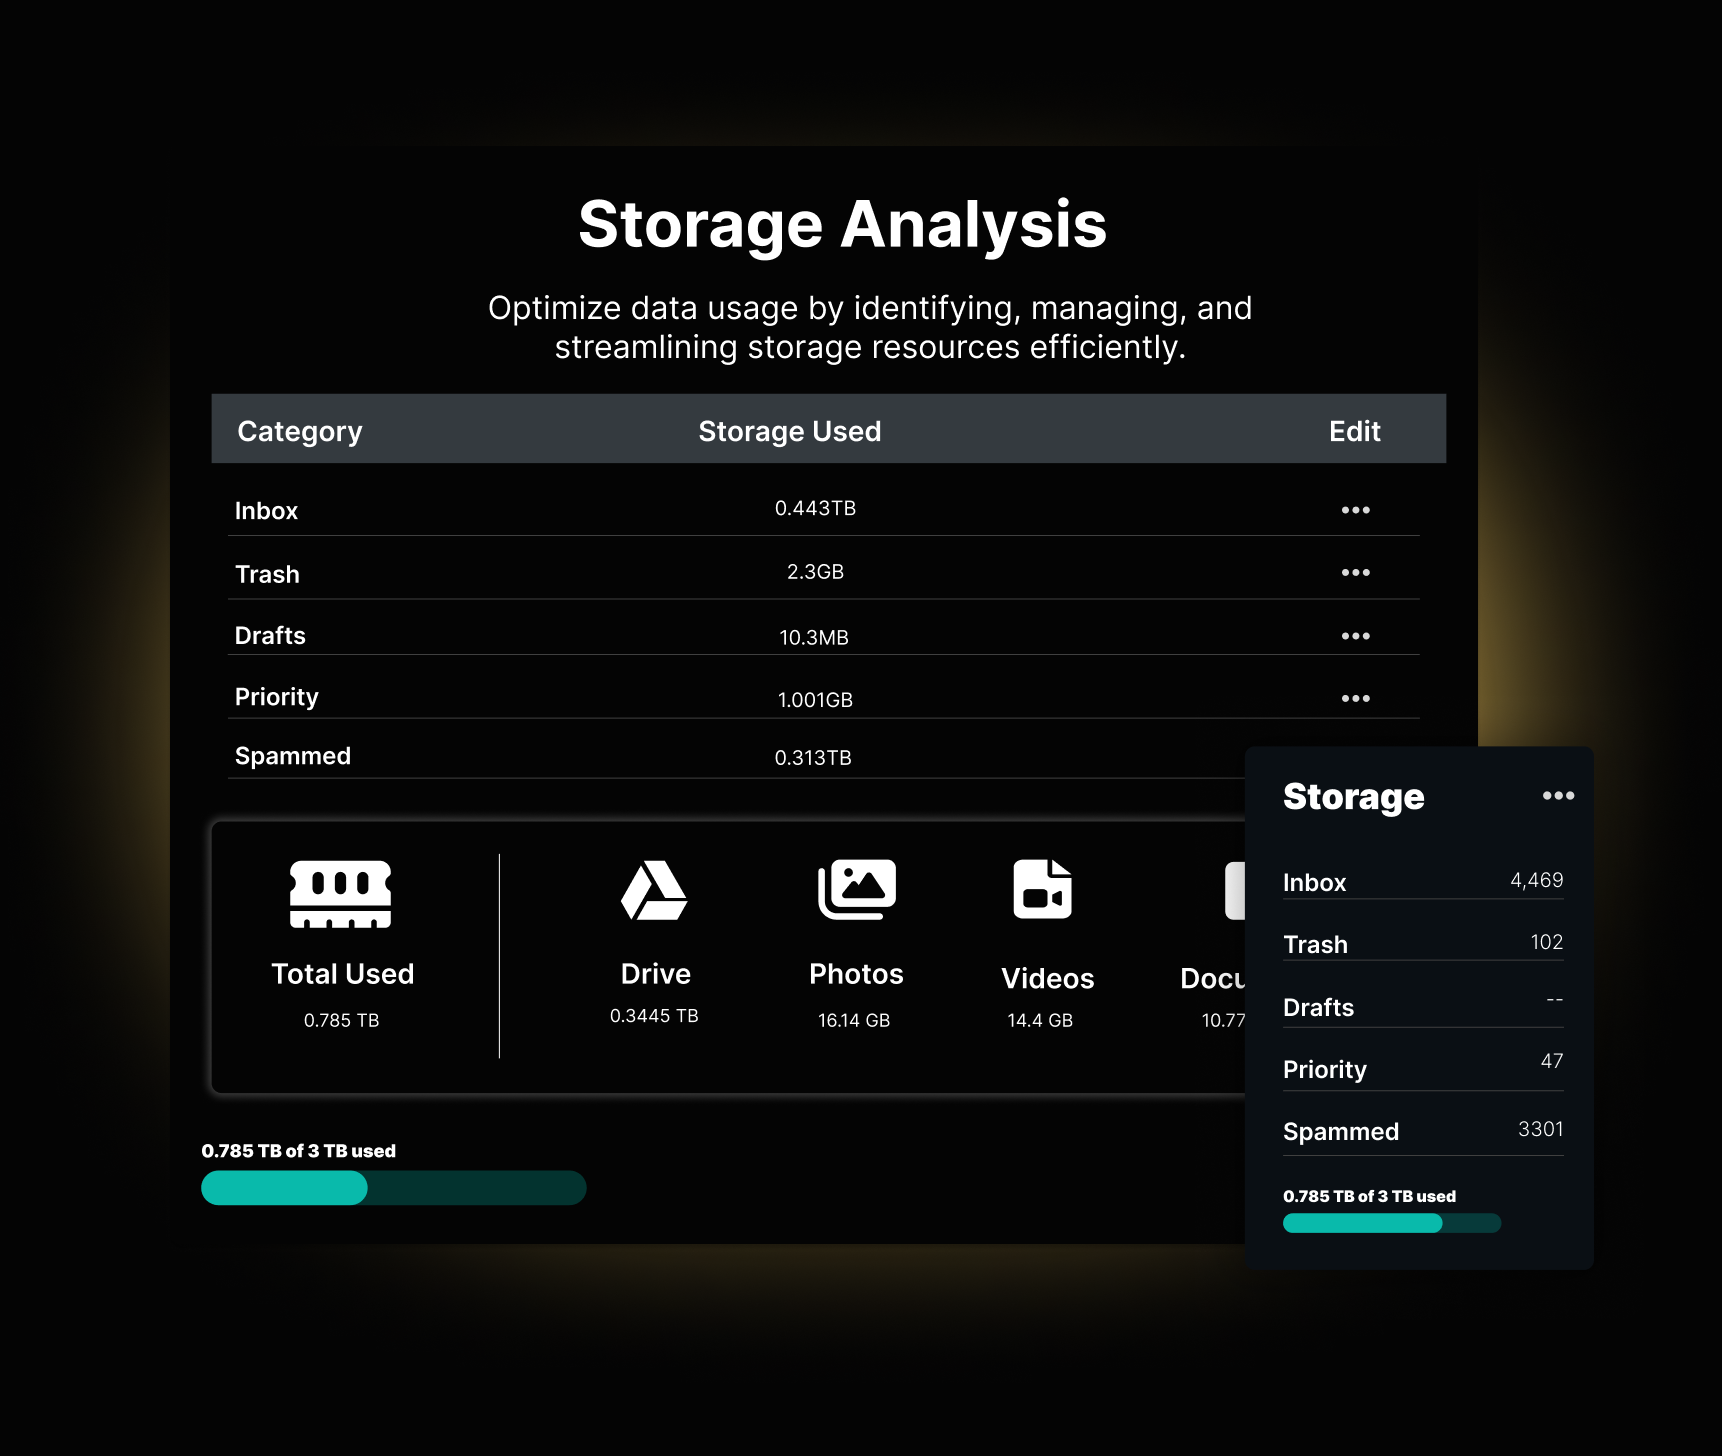 Storage Analysis
Optimize data usage by identifying, managing, and
streamlining storage resources efficiently.
Category Storage Used Edit
Inbox 0.443TB
Trash 2.3GB
Drafts 10.3MB
Priority 1.001GB
Spammed 0.313TB
Total Used
0.785 TB
Drive
0.3445 TB
Photos
16.14 GB
Videos
14.4 GB
Docu
10.77
0.785 TB of 3 TB used
Storage
Inbox 4,469
Trash 102
Drafts --
Priority 47
Spammed 3301
0.785 TB of 3 TB used